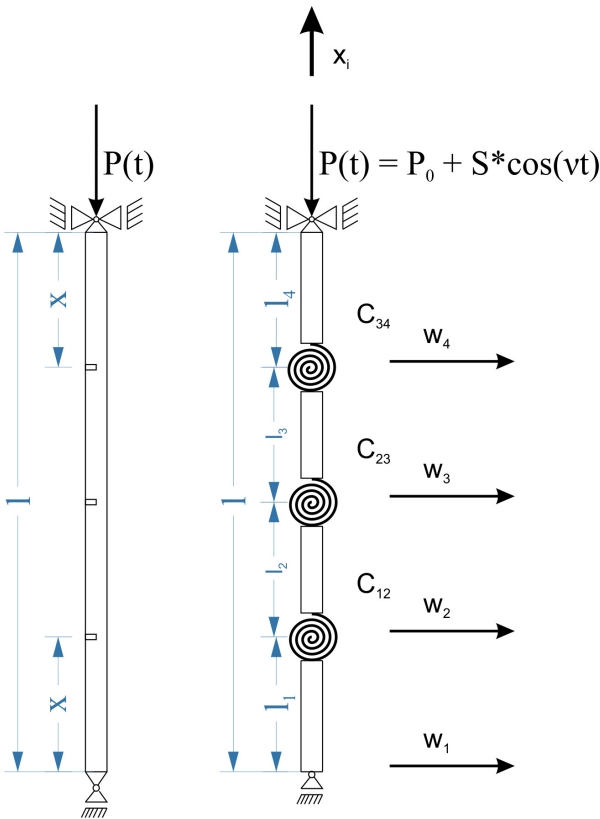 xᵢ
P(t)
P(t) = P₀ + S*cos(νt)
x
l₄
C₃₄
w₄
l₃
C₂₃
w₃
l
l
l₂
C₁₂
w₂
x
l₁
w₁